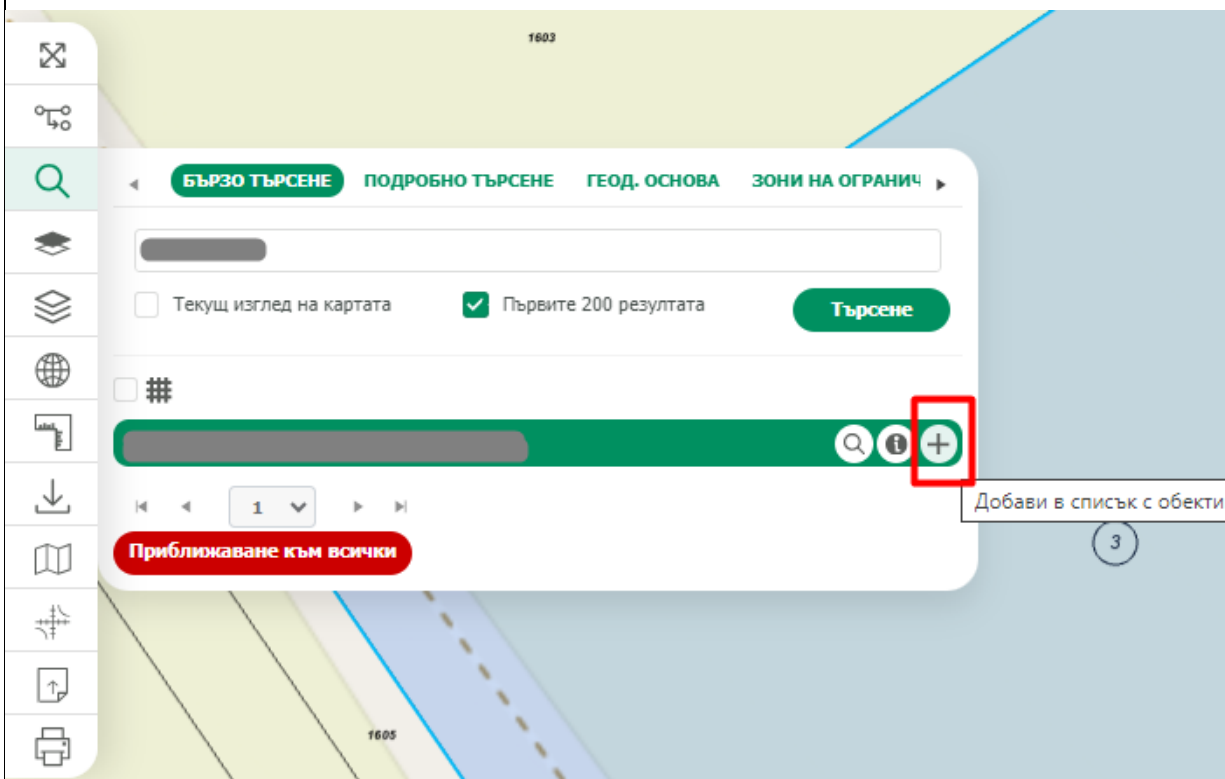 1603
БЪРЗО ТЪРСЕНЕ ПОДРОБНО ТЪРСЕНЕ ГЕОД. ОСНОВА ЗОНИ НА ОГРАНИЧ
Текущ изглед на картата Първите 200 резултата Търсене
1
Добави в списък с обекти
3
Приближаване към всички
1605